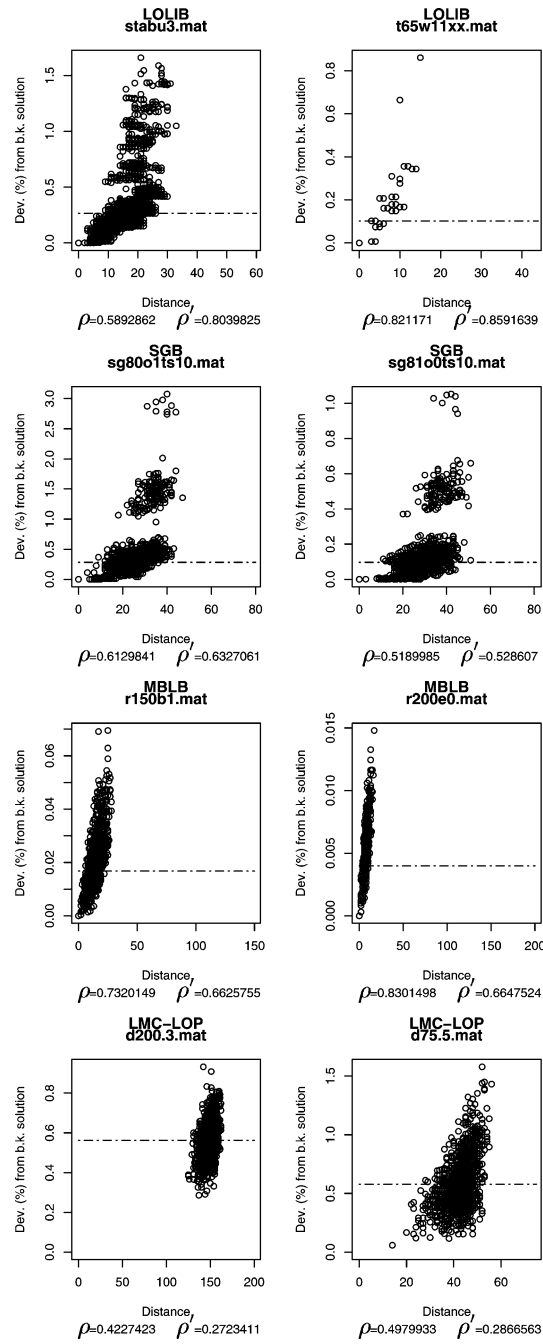 LOLIB
stabu3.mat
Dev. (%) from b.k. solution
0.0 0.5 1.0 1.5
0 10 20 30 40 50 60
Distance
ρ=0.5892862 ρ′=0.8039825
LOLIB
t65w11xx.mat
Dev. (%) from b.k. solution
0.0 0.2 0.4 0.6 0.8
0 10 20 30 40
Distance
ρ=0.821171 ρ′=0.8591639
SGB
sg80o1ts10.mat
Dev. (%) from b.k. solution
0.0 0.5 1.0 1.5 2.0 2.5 3.0
0 20 40 60 80
Distance
ρ=0.6129841 ρ′=0.6327061
SGB
sg81o0ts10.mat
Dev. (%) from b.k. solution
0.0 0.2 0.4 0.6 0.8 1.0
0 20 40 60 80
Distance
ρ=0.5189985 ρ′=0.528607
MBLB
r150b1.mat
Dev. (%) from b.k. solution
0.00 0.02 0.04 0.06
0 50 100 150
Distance
ρ=0.7320149 ρ′=0.6625755
MBLB
r200e0.mat
Dev. (%) from b.k. solution
0.000 0.005 0.010 0.015
0 50 100 150 200
Distance
ρ=0.8301498 ρ′=0.6647524
LMC−LOP
d200.3.mat
Dev. (%) from b.k. solution
0.0 0.2 0.4 0.6 0.8
0 50 100 150 200
Distance
ρ=0.4227423 ρ′=0.2723411
LMC−LOP
d75.5.mat
Dev. (%) from b.k. solution
0.0 0.5 1.0 1.5
0 20 40 60
Distance
ρ=0.4979933 ρ′=0.2866563